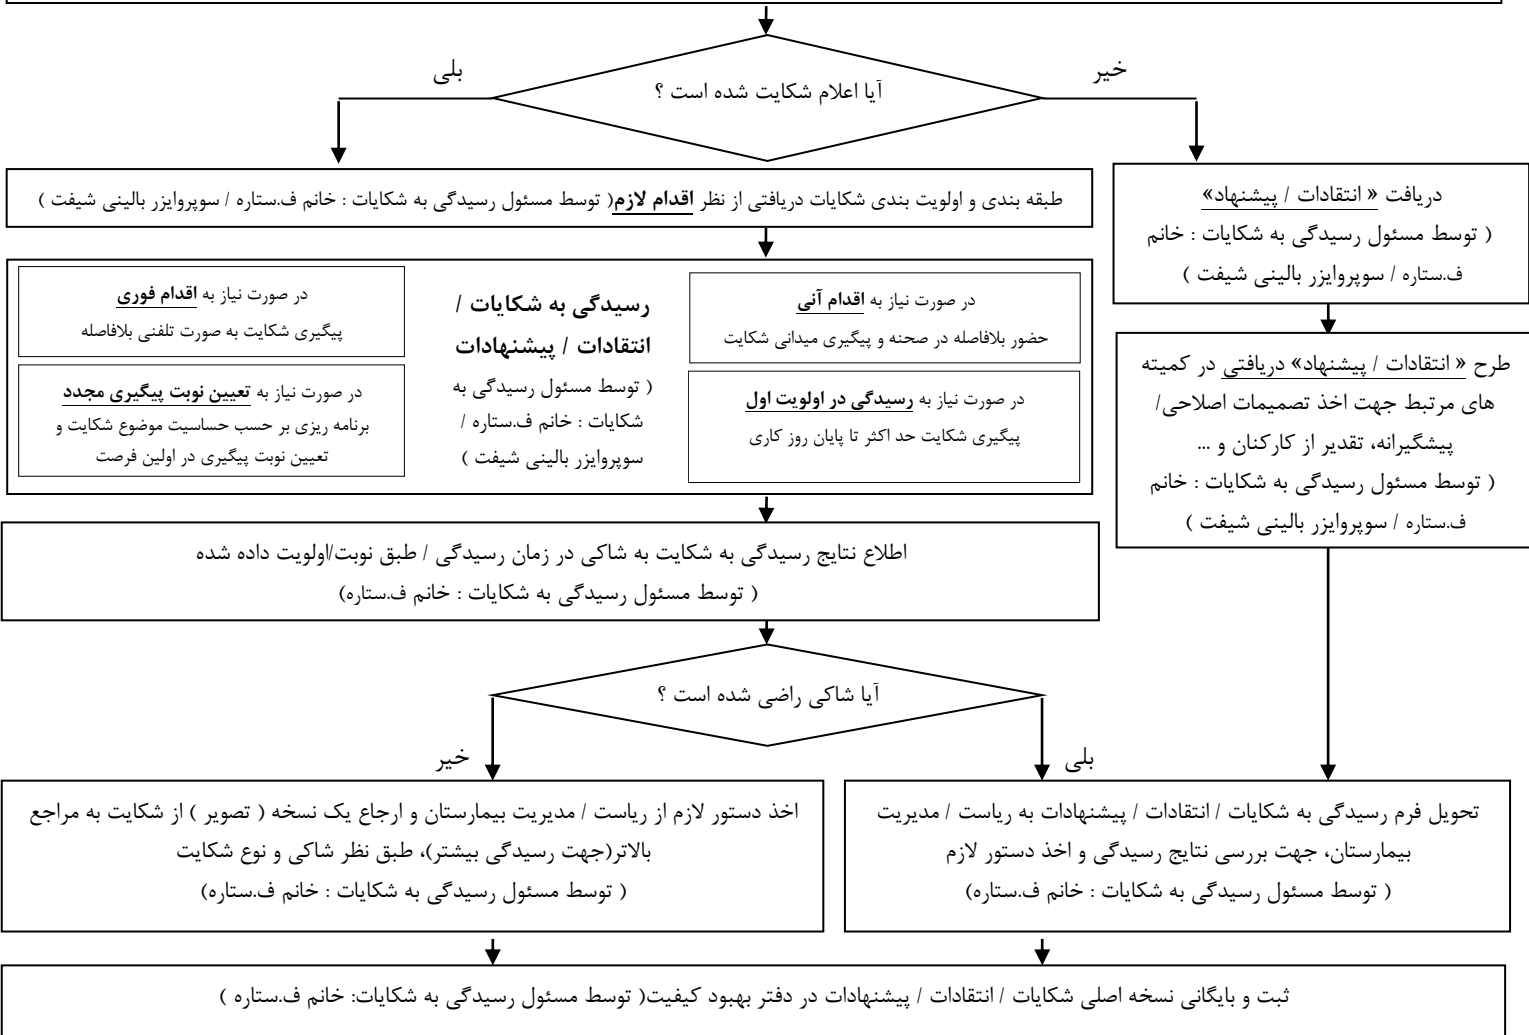 آیا اعلام شکایت شده است ؟
خیر
بلی
دریافت « انتقادات / پیشنهاد»
( توسط مسئول رسیدگی به شکایات : خانم
ف.ستاره / سوپروایزر بالینی شیفت )
طبقه بندی و اولویت بندی شکایات دریافتی از نظر اقدام لازم( توسط مسئول رسیدگی به شکایات : خانم ف.ستاره / سوپروایزر بالینی شیفت )
در صورت نیاز به اقدام آنی
حضور بلافاصله در صحنه و پیگیری میدانی شکایت
در صورت نیاز به رسیدگی در اولویت اول
پیگیری شکایت حد اکثر تا پایان روز کاری
رسیدگی به شکایات /
انتقادات / پیشنهادات
( توسط مسئول رسیدگی به
شکایات : خانم ف.ستاره /
سوپروایزر بالینی شیفت )
در صورت نیاز به اقدام فوری
پیگیری شکایت به صورت تلفنی بلافاصله
در صورت نیاز به تعیین نوبت پیگیری مجدد
برنامه ریزی بر حسب حساسیت موضوع شکایت و
تعیین نوبت پیگیری در اولین فرصت
طرح « انتقادات / پیشنهاد» دریافتی در کمیته
های مرتبط جهت اخذ تصمیمات اصلاحی/
پیشگیرانه، تقدیر از کارکنان و ...
( توسط مسئول رسیدگی به شکایات : خانم
ف.ستاره / سوپروایزر بالینی شیفت )
اطلاع نتایج رسیدگی به شکایت به شاکی در زمان رسیدگی / طبق نوبت/اولویت داده شده
( توسط مسئول رسیدگی به شکایات : خانم ف.ستاره)
آیا شاکی راضی شده است ؟
بلی
خیر
تحویل فرم رسیدگی به شکایات / انتقادات / پیشنهادات به ریاست / مدیریت
بیمارستان، جهت بررسی نتایج رسیدگی و اخذ دستور لازم
( توسط مسئول رسیدگی به شکایات : خانم ف.ستاره)
اخذ دستور لازم از ریاست / مدیریت بیمارستان و ارجاع یک نسخه ( تصویر ) از شکایت به مراجع
بالاتر(جهت رسیدگی بیشتر)، طبق نظر شاکی و نوع شکایت
( توسط مسئول رسیدگی به شکایات : خانم ف.ستاره)
ثبت و بایگانی نسخه اصلی شکایات / انتقادات / پیشنهادات در دفتر بهبود کیفیت( توسط مسئول رسیدگی به شکایات: خانم ف.ستاره )